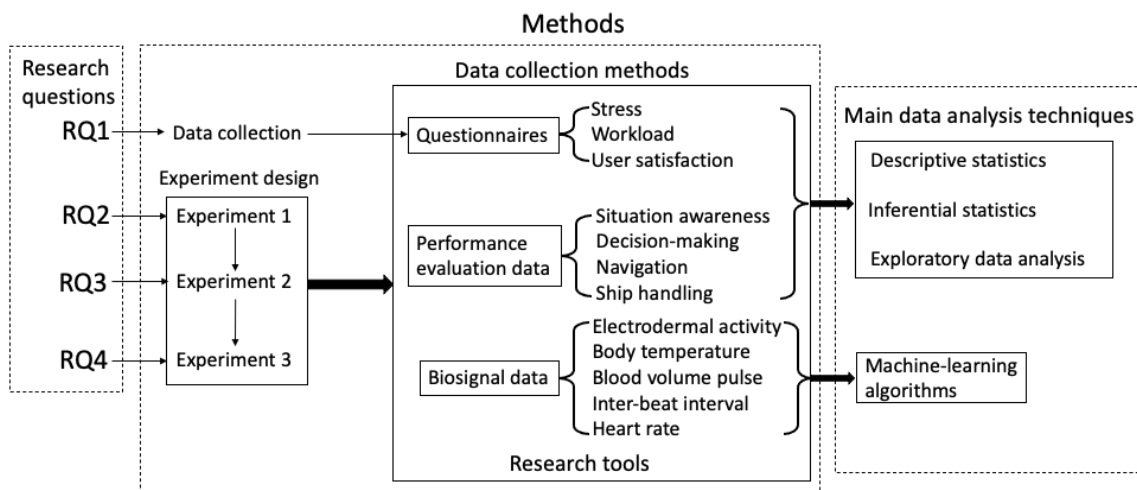 Methods
Research
questions
RQ1
RQ2
RQ3
RQ4
Data collection
Experiment design
Experiment 1
Experiment 2
Experiment 3
Data collection methods
Questionnaires
Stress
Workload
User satisfaction
Performance
evaluation data
Situation awareness
Decision-making
Navigation
Ship handling
Biosignal data
Electrodermal activity
Body temperature
Blood volume pulse
Inter-beat interval
Heart rate
Research tools
Main data analysis techniques
Descriptive statistics
Inferential statistics
Exploratory data analysis
Machine-learning
algorithms